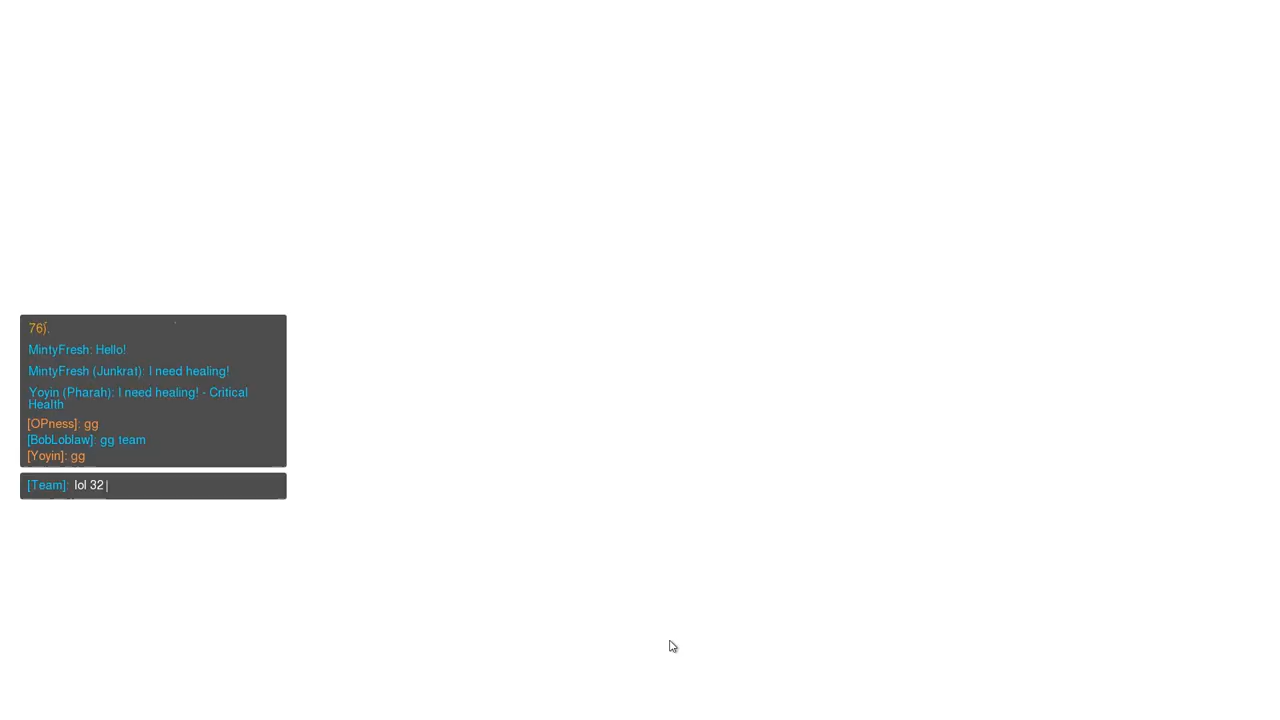 76).
MintyFresh: Hello!
MintyFresh (Junkrat): I need healing!
Yoyin (Pharah): I need healing! - Critical
Health
[OPness]: gg
[BobLoblaw]: gg team
[Yoyin]: gg
[Team]: lol 32